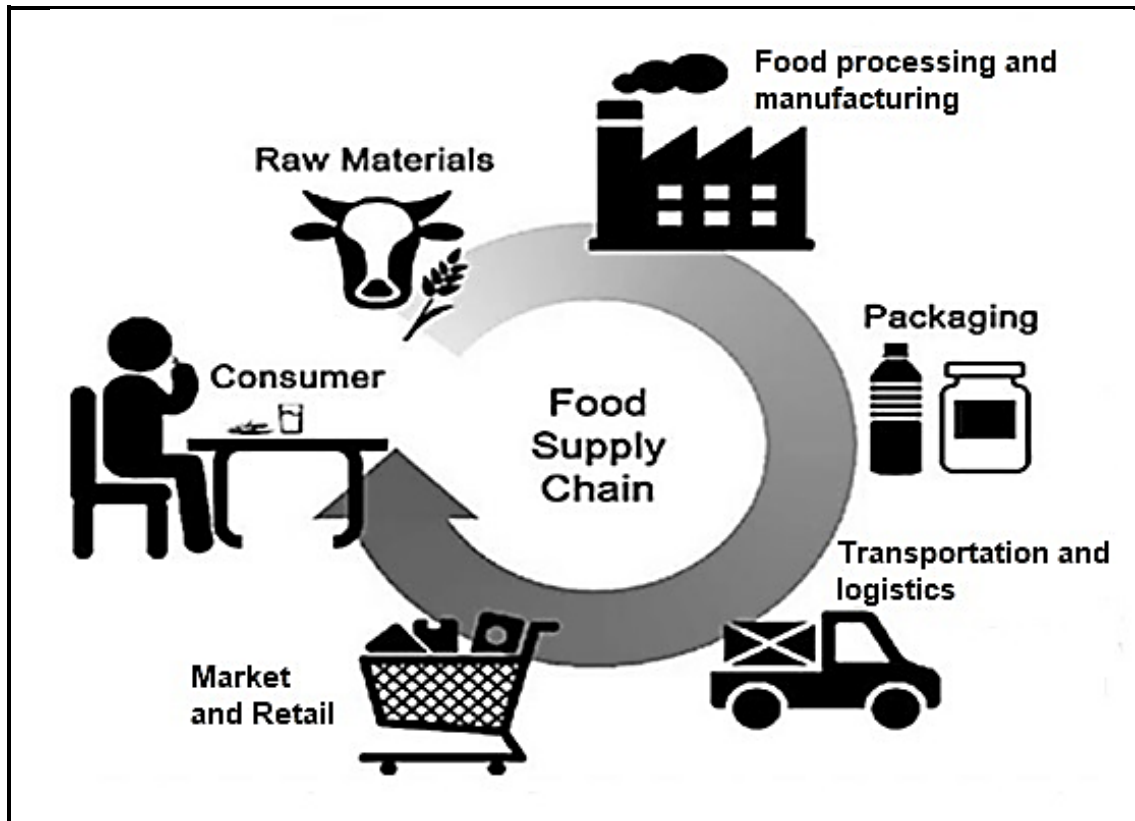 Food processing and
manufacturing
Raw Materials
Packaging
Consumer
Food
Supply
Chain
Transportation and
logistics
Market
and Retail